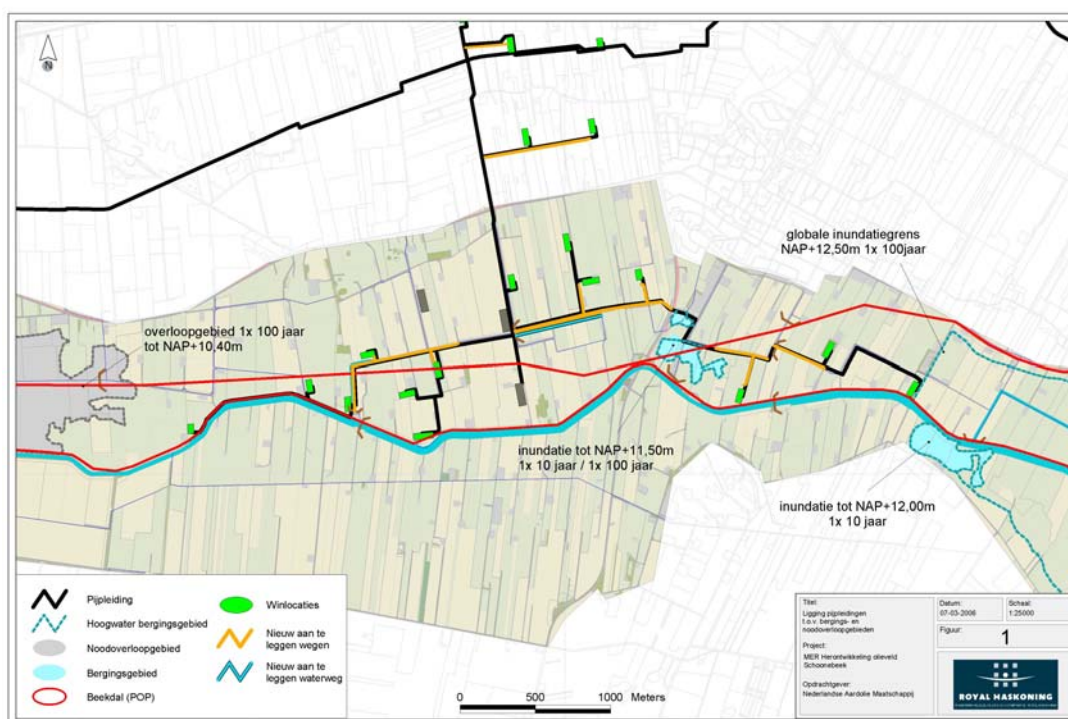 N
globale inundatiegrens
NAP+12,50m 1x 100jaar
overloopgebied 1x 100 jaar
tot NAP+10,40m
inundatie tot NAP+11,50m
1x 10 jaar / 1x 100 jaar
inundatie tot NAP+12,00m
1x 10 jaar
Pijpleiding
Hoogwater bergingsgebied
Noodoverloopgebied
Bergingsgebied
Beekdal (POP)
Winlocaties
Nieuw aan te
leggen wegen
Nieuw aan te
leggen waterweg
0 500 1000 Meters
Titel:
Ligging pijpleidingen
t.o.v. bergings- en
noodoverloopgebieden
Project:
MER Herontwikkeling olieveld
Schoonebeek
Opdrachtgever:
Nederlandse Aardolie Maatschappij
Datum:
07-03-2006
Schaal:
1:25000
Figuur:
1
ROYAL HASKONING